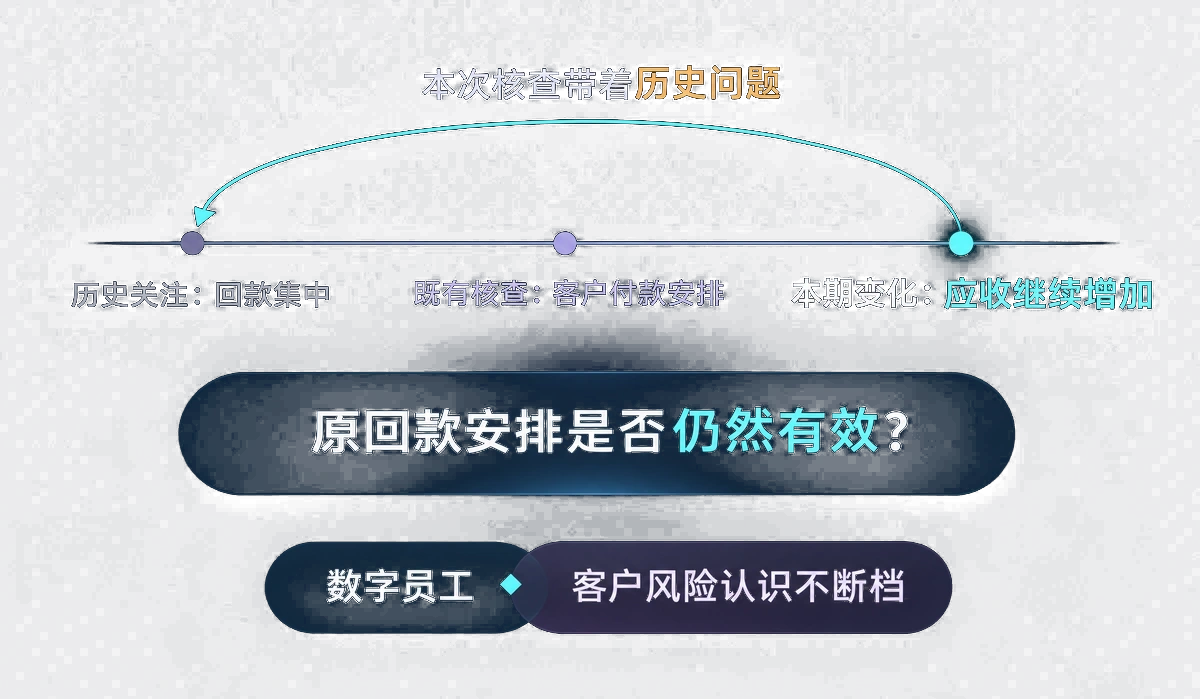 本次核查带着历史问题
历史关注：回款集中
既有核查：客户付款安排
本期变化：应收继续增加
原回款安排是否仍然有效？
数字员工
客户风险认识不断档